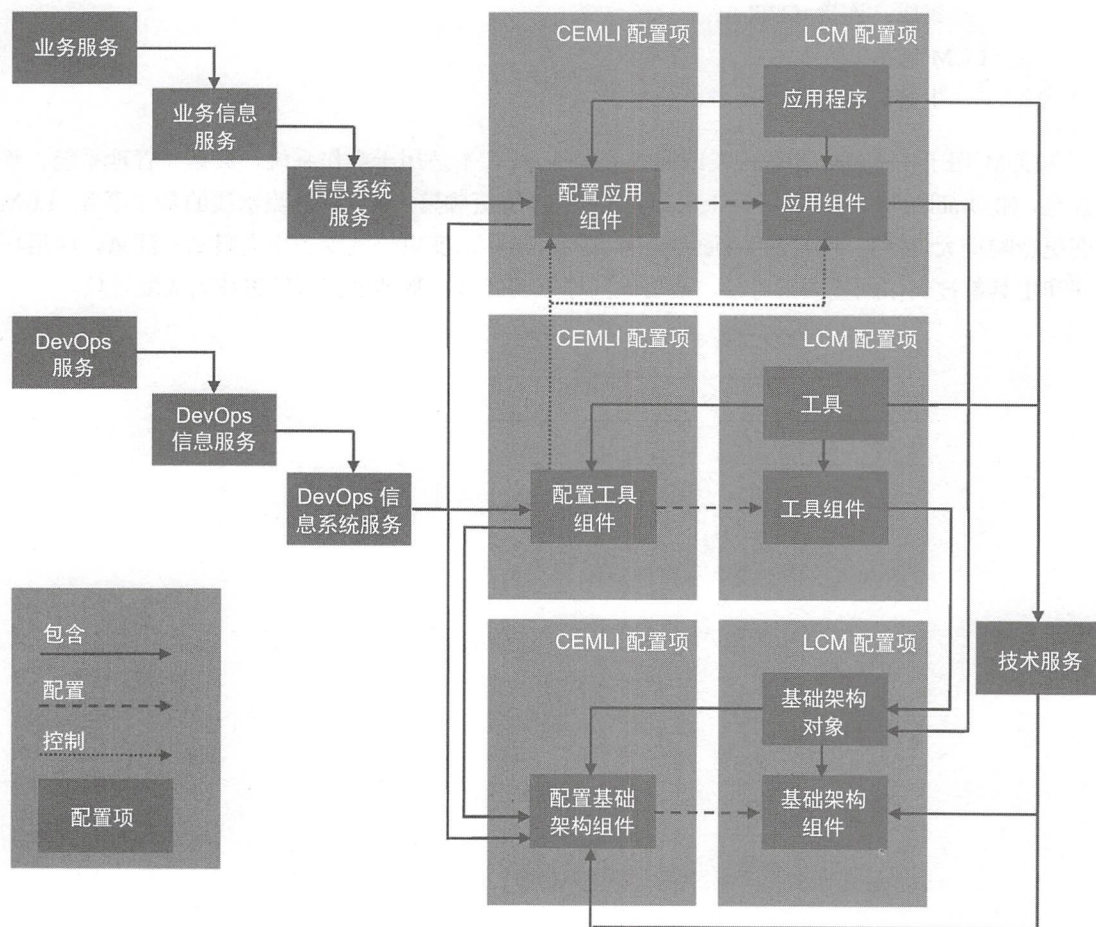 业务服务
业务信息
服务
信息系统
服务
CEMLI 配置项
LCM 配置项
应用程序
配置应用
组件
应用组件
DevOps
服务
DevOps
信息服务
DevOps 信
息系统服务
CEMLI 配置项
LCM 配置项
工具
配置工具
组件
工具组件
CEMLI 配置项
LCM 配置项
基础架构
对象
配置基础
架构组件
基础架构
组件
技术服务
包含
配置
控制
配置项